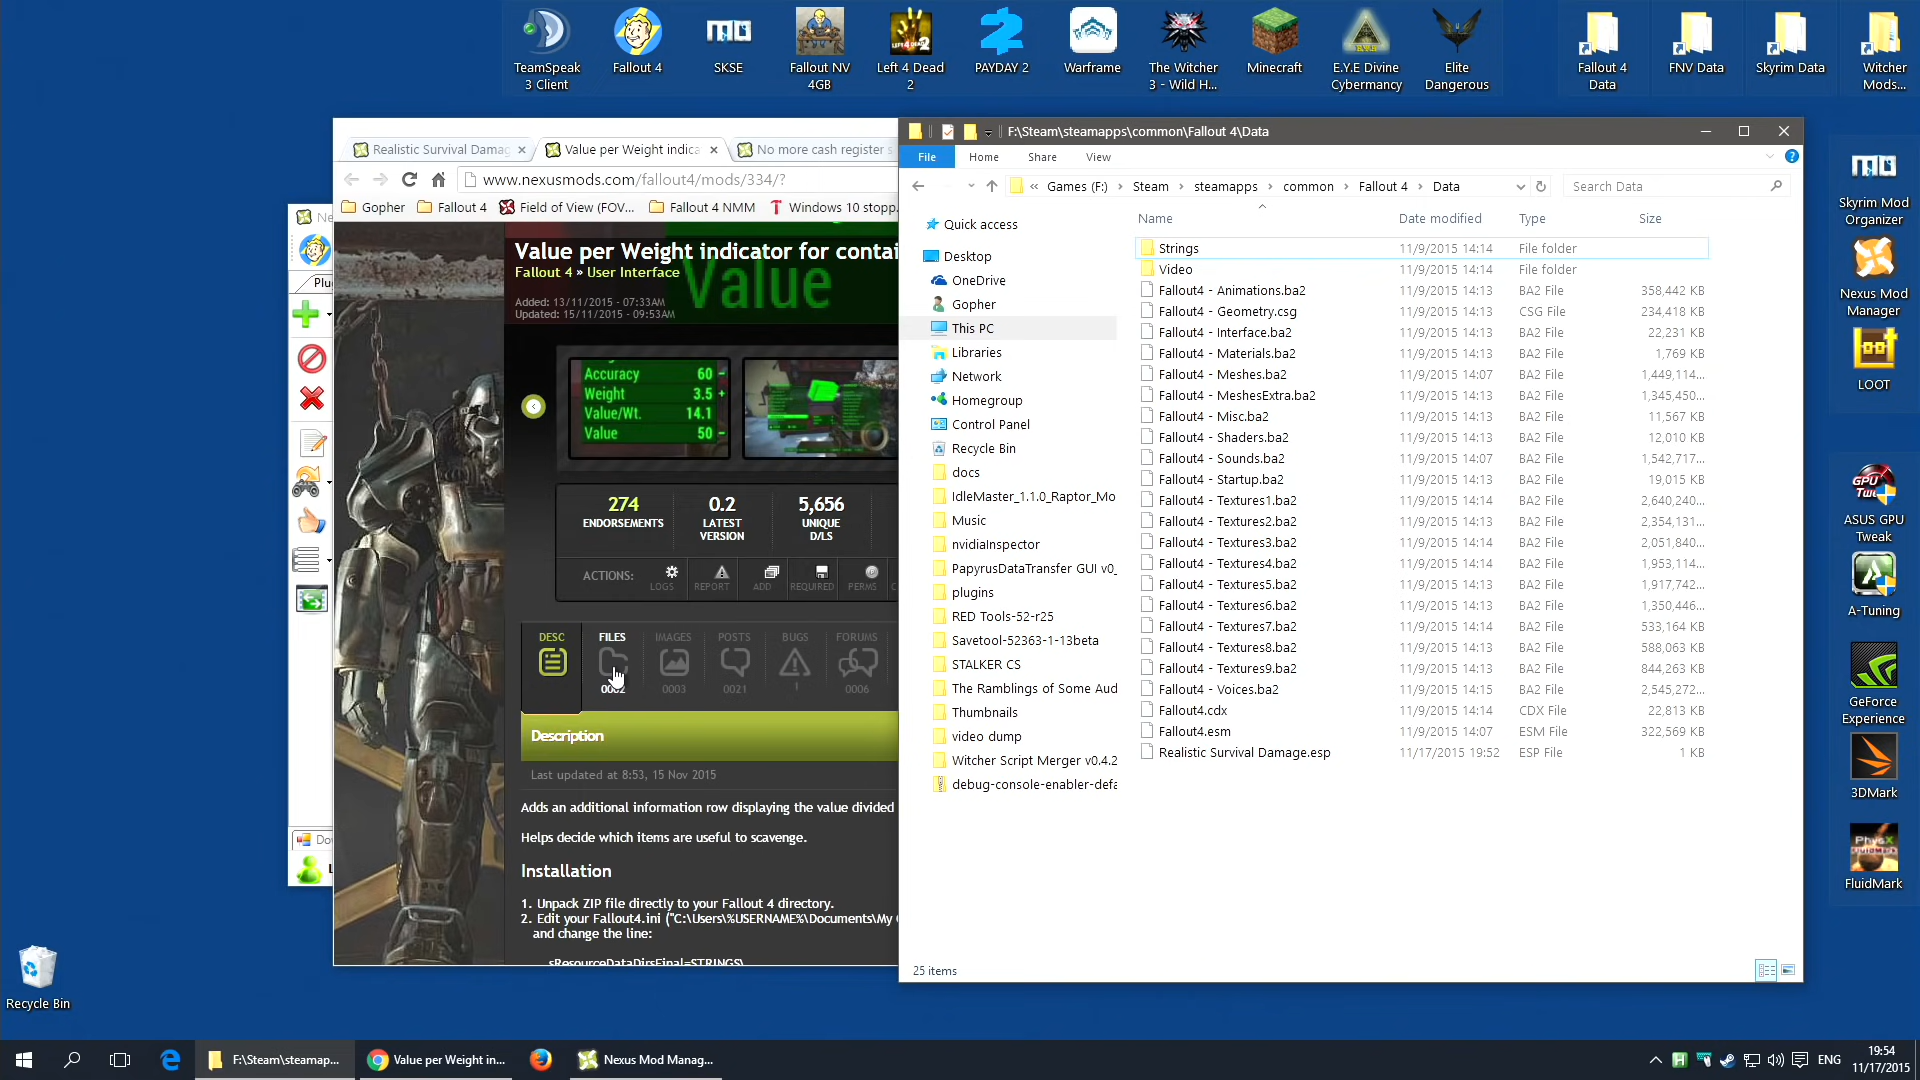 TeamSpeak
3 Client
Fallout 4
SKSE
Fallout NV
4GB
Left 4 Dead
2
PAYDAY 2
Warframe
The Witcher
3 - Wild H...
Minecraft
E.Y.E Divine
Cybermancy
Elite
Dangerous
Fallout 4
Data
FNV Data
Skyrim Data
Witcher
Mods...
Realistic Survival Damag
Value per Weight indica
No more cash register s
www.nexusmods.com/fallout4/mods/334/?
Gopher
Fallout 4
Field of View (FOV...
Fallout 4 NMM
Windows 10 stopp.
Ne
Plu
Do
L
Value per Weight indicator for contai
Fallout 4 » User Interface
Value
Added: 13/11/2015 - 07:33AM
Updated: 15/11/2015 - 09:53AM
Accuracy 60 –
Weight 3.5 +
Value/Wt. 14.1
Value 50 –
274
ENDORSEMENTS
0.2
LATEST
VERSION
5,656
UNIQUE
D/LS
ACTIONS:
LOGS
REPORT
ADD
REQUIRED
PERMS
DESC
FILES
0002
IMAGES
0003
POSTS
0021
BUGS
1
FORUMS
0006
Description
Last updated at 8:53, 15 Nov 2015
Adds an additional information row displaying the value divided
Helps decide which items are useful to scavenge.
Installation
1. Unpack ZIP file directly to your Fallout 4 directory.
2. Edit your Fallout4.ini ("C:\Users\%USERNAME%\Documents\My
and change the line:
sResourceDataDirsFinal=STRINGS\
F:\Steam\steamapps\common\Fallout 4\Data
File
Home
Share
View
« Games (F:) > Steam > steamapps > common > Fallout 4 > Data
Search Data
Quick access
Desktop
OneDrive
Gopher
This PC
Libraries
Network
Homegroup
Control Panel
Recycle Bin
docs
IdleMaster_1.1.0_Raptor_Mo
Music
nvidiaInspector
PapyrusDataTransfer GUI v0_
plugins
RED Tools-52-r25
Savetool-52363-1-13beta
STALKER CS
The Ramblings of Some Aud
Thumbnails
video dump
Witcher Script Merger v0.4.2
debug-console-enabler-defa
Name Date modified Type Size
Strings 11/9/2015 14:14 File folder
Video 11/9/2015 14:14 File folder
Fallout4 - Animations.ba2 11/9/2015 14:13 BA2 File 358,442 KB
Fallout4 - Geometry.csg 11/9/2015 14:13 CSG File 234,418 KB
Fallout4 - Interface.ba2 11/9/2015 14:13 BA2 File 22,231 KB
Fallout4 - Materials.ba2 11/9/2015 14:13 BA2 File 1,769 KB
Fallout4 - Meshes.ba2 11/9/2015 14:07 BA2 File 1,449,114...
Fallout4 - MeshesExtra.ba2 11/9/2015 14:13 BA2 File 1,345,450...
Fallout4 - Misc.ba2 11/9/2015 14:13 BA2 File 11,567 KB
Fallout4 - Shaders.ba2 11/9/2015 14:13 BA2 File 12,010 KB
Fallout4 - Sounds.ba2 11/9/2015 14:07 BA2 File 1,542,717...
Fallout4 - Startup.ba2 11/9/2015 14:13 BA2 File 19,015 KB
Fallout4 - Textures1.ba2 11/9/2015 14:14 BA2 File 2,640,240...
Fallout4 - Textures2.ba2 11/9/2015 14:13 BA2 File 2,354,131...
Fallout4 - Textures3.ba2 11/9/2015 14:14 BA2 File 2,051,840...
Fallout4 - Textures4.ba2 11/9/2015 14:14 BA2 File 1,953,114...
Fallout4 - Textures5.ba2 11/9/2015 14:13 BA2 File 1,917,742...
Fallout4 - Textures6.ba2 11/9/2015 14:14 BA2 File 1,350,446...
Fallout4 - Textures7.ba2 11/9/2015 14:13 BA2 File 533,164 KB
Fallout4 - Textures8.ba2 11/9/2015 14:14 BA2 File 588,063 KB
Fallout4 - Textures9.ba2 11/9/2015 14:13 BA2 File 844,263 KB
Fallout4 - Voices.ba2 11/9/2015 14:15 BA2 File 2,545,272...
Fallout4.cdx 11/9/2015 14:14 CDX File 22,813 KB
Fallout4.esm 11/9/2015 14:07 ESM File 322,569 KB
Realistic Survival Damage.esp 11/17/2015 19:52 ESP File 1 KB
25 items
Skyrim Mod
Organizer
Nexus Mod
Manager
LOOT
ASUS GPU
Tweak
A-Tuning
GeForce
Experience
3DMark
FluidMark
Recycle Bin
F:\Steam\steamap...
Value per Weight in...
Nexus Mod Manag...
ENG
19:54
11/17/2015